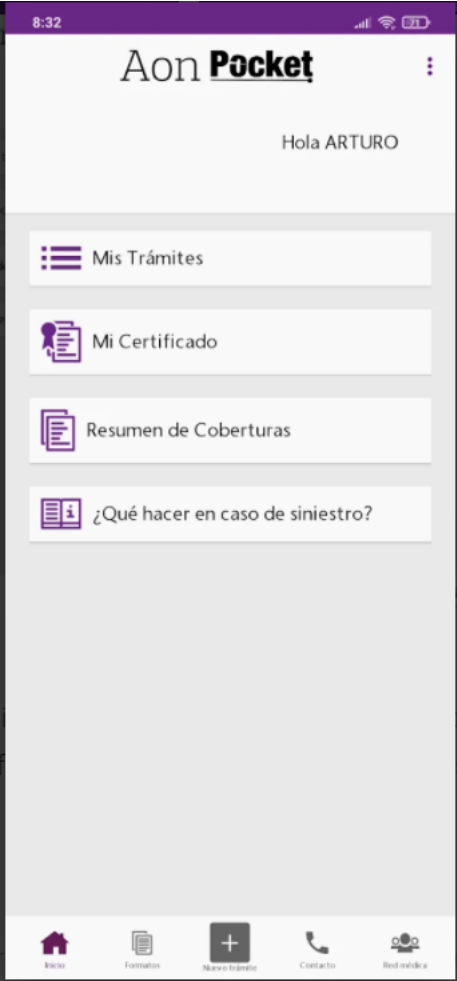 8:32
71
Aon Pocket
Hola ARTURO
Mis Trámites
Mi Certificado
Resumen de Coberturas
¿Qué hacer en caso de siniestro?
Inicio
Formatos
Nuevo trámite
Contacto
Red médica